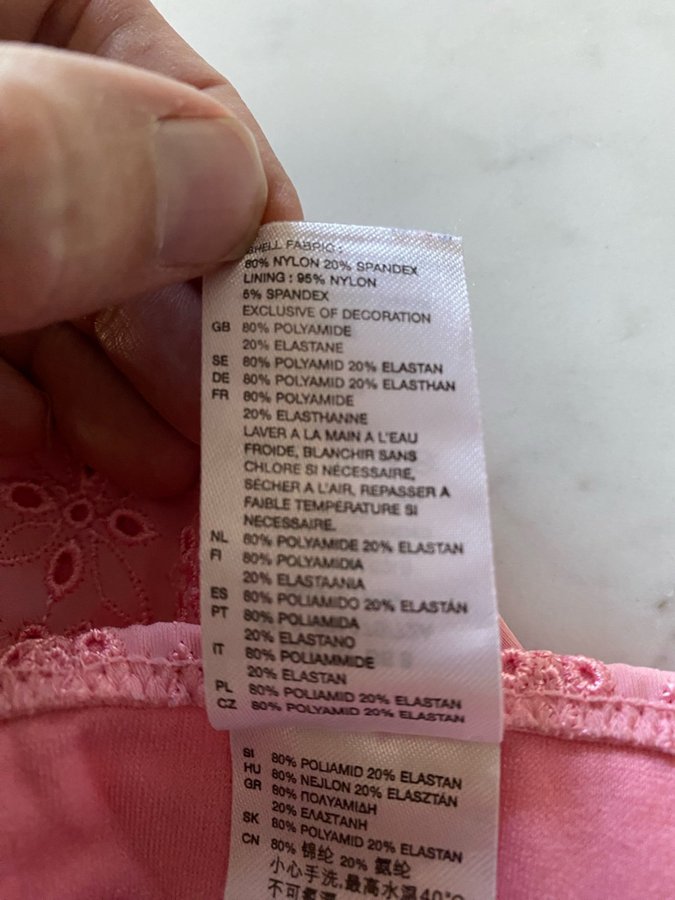 SHELL FABRIC :
80% NYLON 20% SPANDEX
LINING : 95% NYLON
5% SPANDEX
EXCLUSIVE OF DECORATION
GB 80% POLYAMIDE
20% ELASTANE
SE 80% POLYAMID 20% ELASTAN
DE 80% POLYAMID 20% ELASTHAN
FR 80% POLYAMIDE
20% ELASTHANNE
LAVER A LA MAIN A L'EAU
FROIDE, BLANCHIR SANS
CHLORE SI NÉCESSAIRE,
SÉCHER A L'AIR, REPASSER A
FAIBLE TEMPÉRATURE SI
NECESSAIRE.
NL 80% POLYAMIDE 20% ELASTAN
FI 80% POLYAMIDIA
20% ELASTAANIA
ES 80% POLIAMIDO 20% ELASTÁN
PT 80% POLIAMIDA
20% ELASTANO
IT 80% POLIAMMIDE
20% ELASTAN
PL 80% POLIAMID 20% ELASTAN
CZ 80% POLYAMID 20% ELASTAN
SI 80% POLIAMID 20% ELASTAN
HU 80% NEJLON 20% ELASZTÁN
GR 80% ΠΟΛΥΑΜΙΔΗ
20% ΕΛΑΣΤΑΝΗ
SK 80% POLYAMID 20% ELASTAN
CN 80% 锦纶 20% 氨纶
小心手洗,最高水温40°C
不可